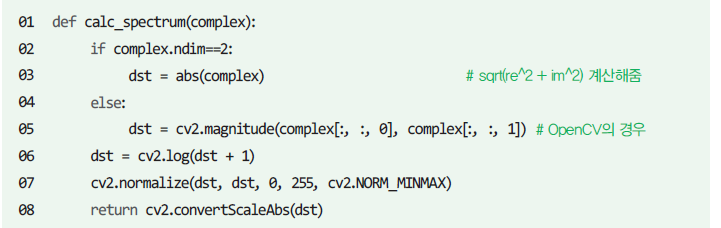 01 def calc_spectrum(complex):
02     if complex.ndim==2:
03         dst = abs(complex)                # sqrt(re^2 + im^2) 계산해줌
04     else:
05         dst = cv2.magnitude(complex[:, :, 0], complex[:, :, 1]) # OpenCV의 경우
06     dst = cv2.log(dst + 1)
07     cv2.normalize(dst, dst, 0, 255, cv2.NORM_MINMAX)
08     return cv2.convertScaleAbs(dst)